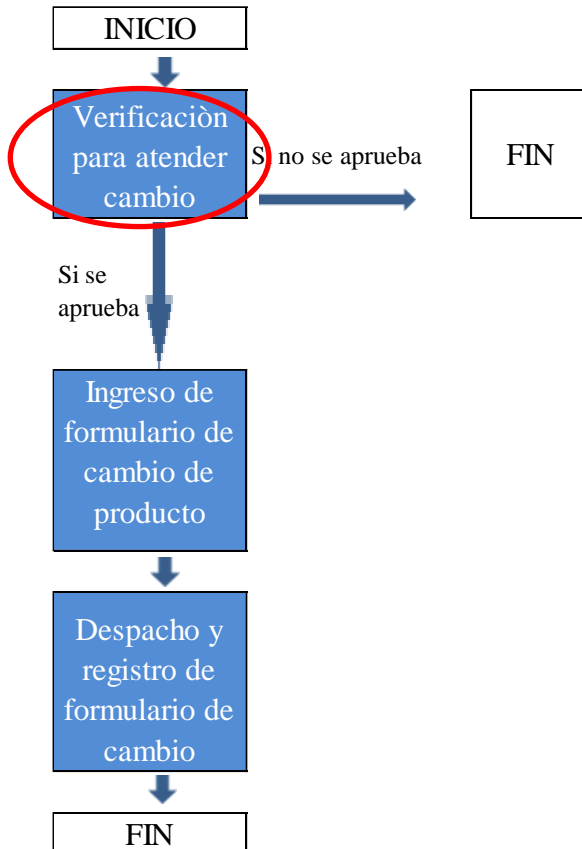 INICIO
Verificaciòn
para atender
cambio
Si no se aprueba
FIN
Si se
aprueba
Ingreso de
formulario de
cambio de
producto
Despacho y
registro de
formulario de
cambio
FIN